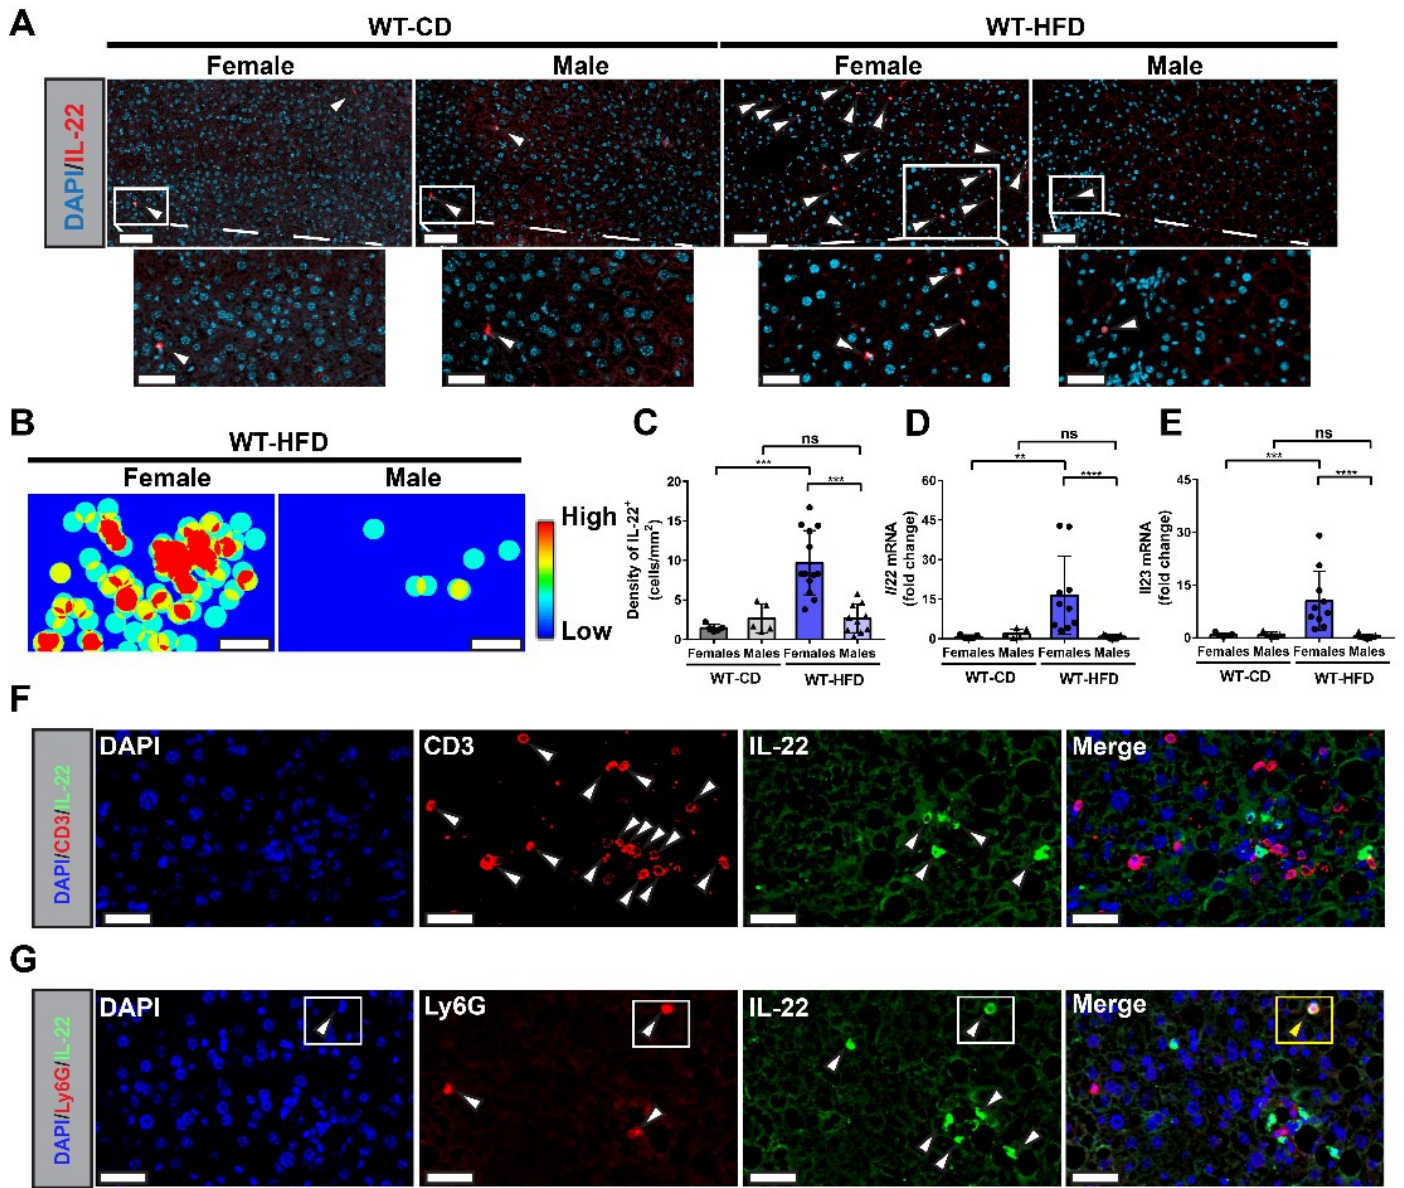 A
WT-CD
WT-HFD
Female
Male
Female
Male
DAPI/IL-22
B
WT-HFD
Female
Male
High
Low
C
ns
***
***
20
15
10
5
0
Density of IL-22+
(cells/mm2)
Females Males Females Males
WT-CD
WT-HFD
D
ns
**
****
60
45
30
15
0
Il22 mRNA
(fold change)
Females Males Females Males
WT-CD
WT-HFD
E
ns
***
****
45
30
15
0
Il23 mRNA
(fold change)
Females Males Females Males
WT-CD
WT-HFD
F
DAPI/CD3/IL-22
DAPI
CD3
IL-22
Merge
G
DAPI/Ly6G/IL-22
DAPI
Ly6G
IL-22
Merge